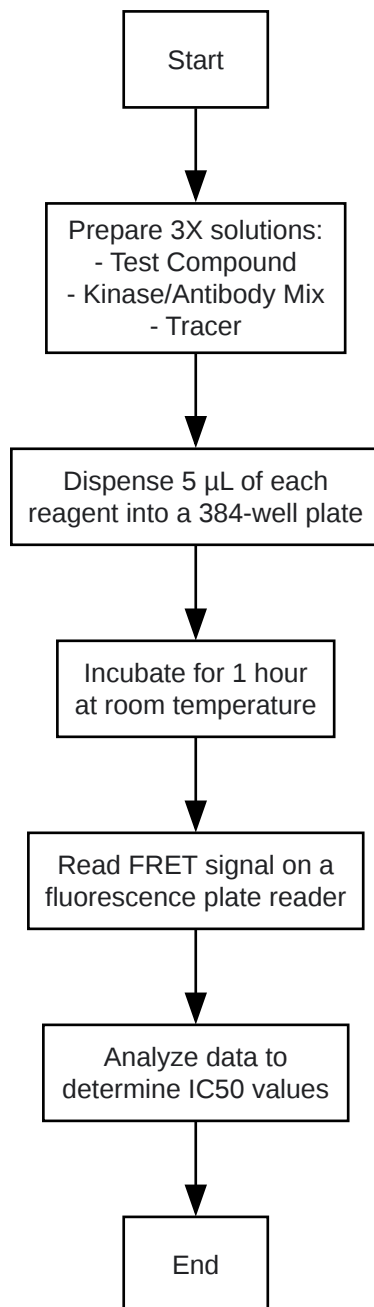 Start
Prepare 3X solutions:
- Test Compound
- Kinase/Antibody Mix
- Tracer
Dispense 5 µL of each
reagent into a 384-well plate
Incubate for 1 hour
at room temperature
Read FRET signal on a
fluorescence plate reader
Analyze data to
determine IC50 values
End